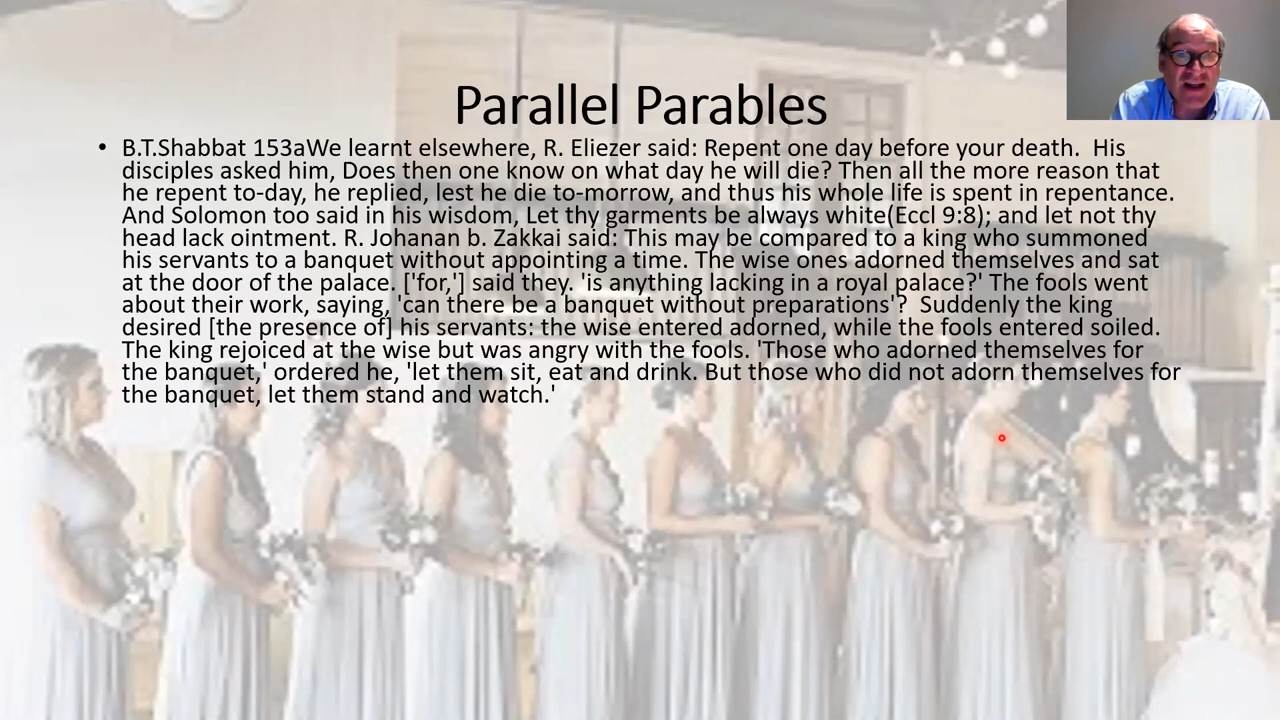 Parallel Parables
• B.T.Shabbat 153aWe learnt elsewhere, R. Eliezer said: Repent one day before your death.  His
disciples asked him, Does then one know on what day he will die? Then all the more reason that
he repent to-day, he replied, lest he die to-morrow, and thus his whole life is spent in repentance.
And Solomon too said in his wisdom, Let thy garments be always white(Eccl 9:8); and let not thy
head lack ointment. R. Johanan b. Zakkai said: This may be compared to a king who summoned
his servants to a banquet without appointing a time. The wise ones adorned themselves and sat
at the door of the palace. ['for,'] said they. 'is anything lacking in a royal palace?' The fools went
about their work, saying, 'can there be a banquet without preparations'?  Suddenly the king
desired [the presence of] his servants: the wise entered adorned, while the fools entered soiled.
The king rejoiced at the wise but was angry with the fools. 'Those who adorned themselves for
the banquet,' ordered he, 'let them sit, eat and drink. But those who did not adorn themselves for
the banquet, let them stand and watch.'